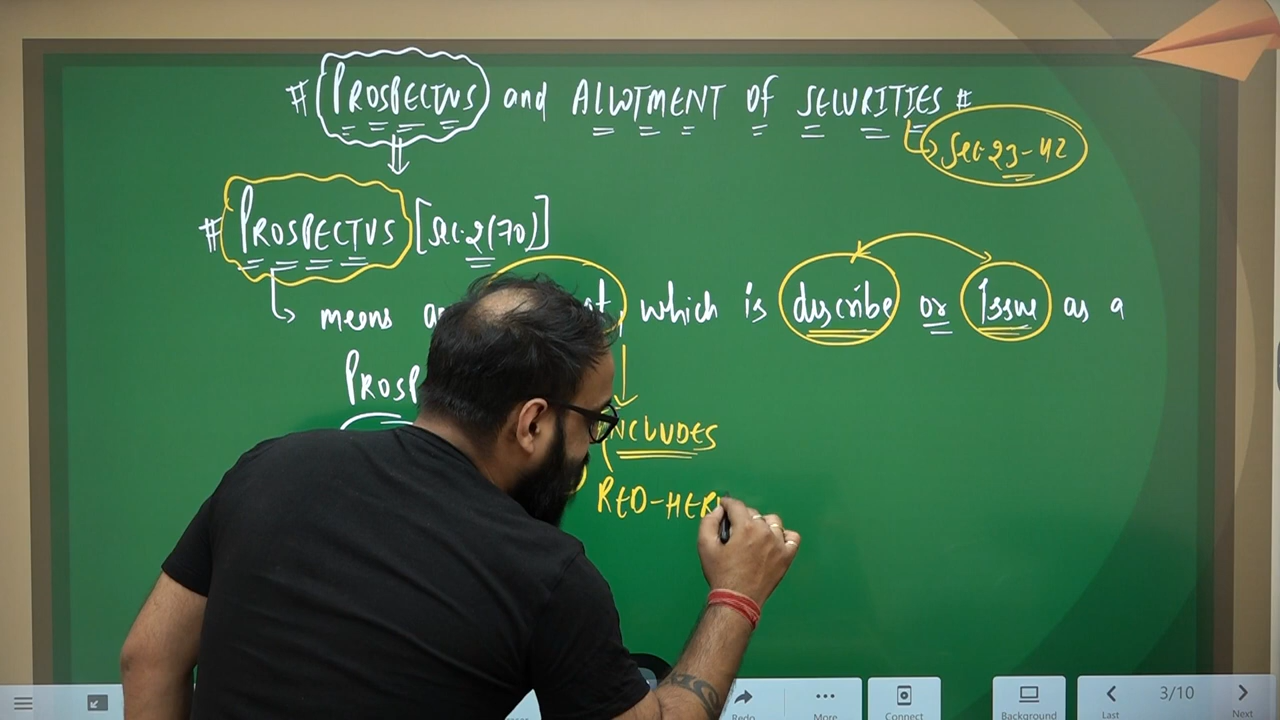 # PROSPECTUS and ALLOTMENT OF SECURITIES #
Sec. 23-42
# PROSPECTUS [Sec. 2(70)]
means which is describe or Issue as a
INCLUDES
RED-HER
Redo
More
Connect
Background
Last
3/10
Next